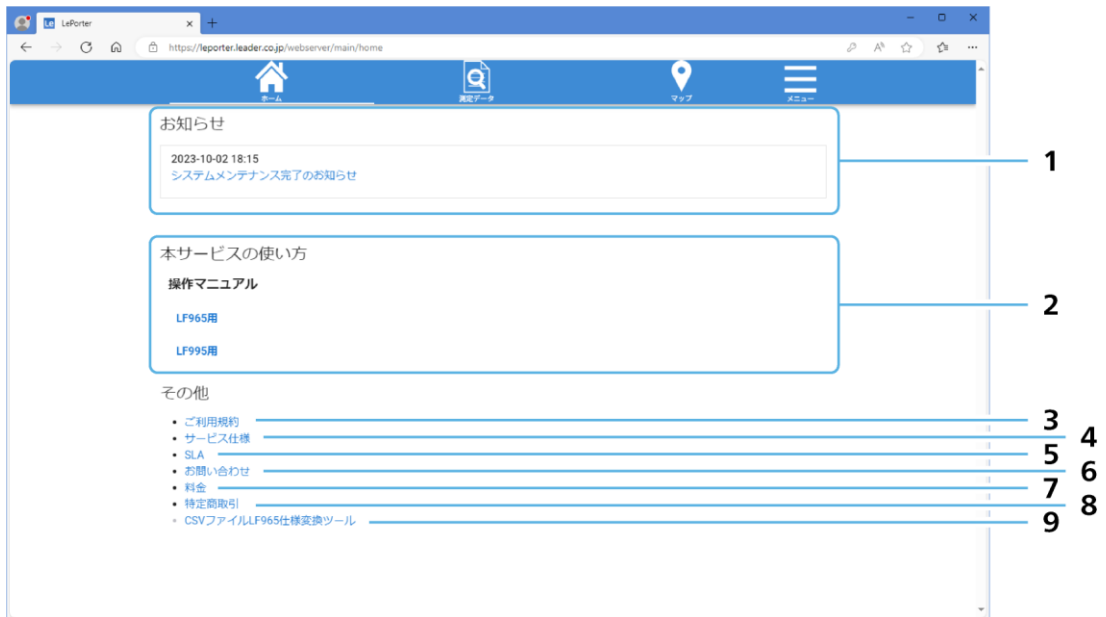 LePorter
https://leporter.leader.co.jp/webserver/main/home
ホーム
測定データ
マップ
メニュー
お知らせ
2023-10-02 18:15
システムメンテナンス完了のお知らせ
1
本サービスの使い方
操作マニュアル
LF965用
LF995用
2
その他
ご利用規約
3
サービス仕様
4
SLA
5
お問い合わせ
6
料金
7
特定商取引
8
CSVファイルLF965仕様変換ツール
9